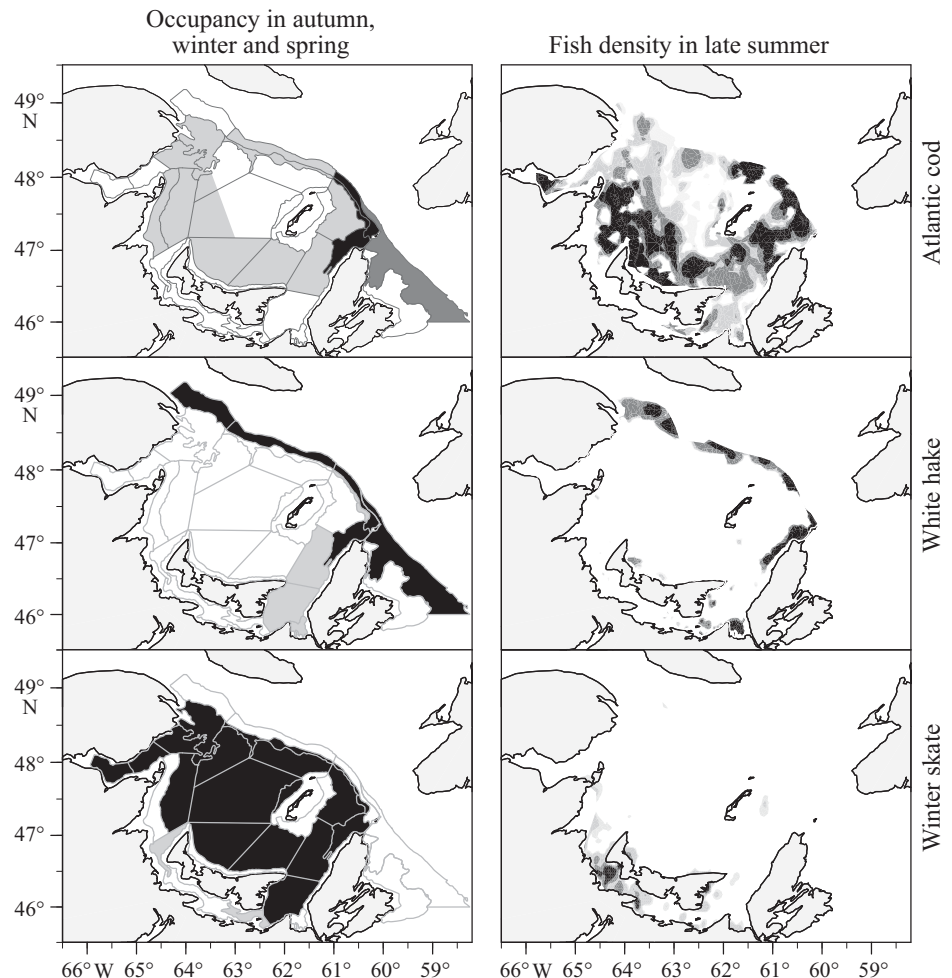 Occupancy in autumn,
winter and spring
Fish density in late summer
49°
N
48°
47°
46°
Atlantic cod
49°
N
48°
47°
46°
White hake
49°
N
48°
47°
46°
Winter skate
66° W 65° 64° 63° 62° 61° 60° 59°
66° W 65° 64° 63° 62° 61° 60° 59°